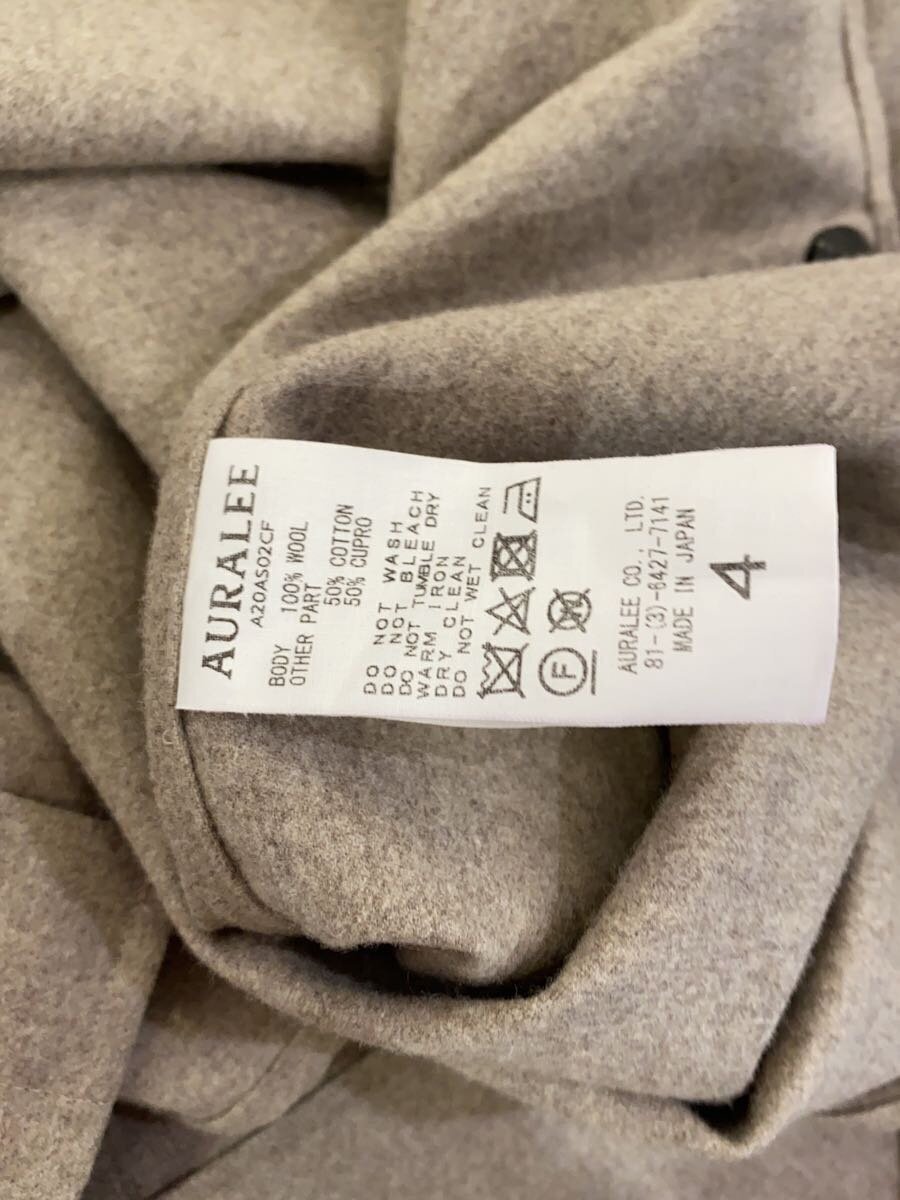 AURALEE
A20AS02CF
BODY 100% WOOL
OTHER PART
50% COTTON
50% CUPRO
DO NOT WASH
DO NOT BLEACH
DO NOT TUMBLE DRY
WARM IRON
DRY CLEAN
DO NOT WET CLEAN
F
W
AURALEE CO., LTD.
81-(3)-6427-7141
MADE IN JAPAN
4